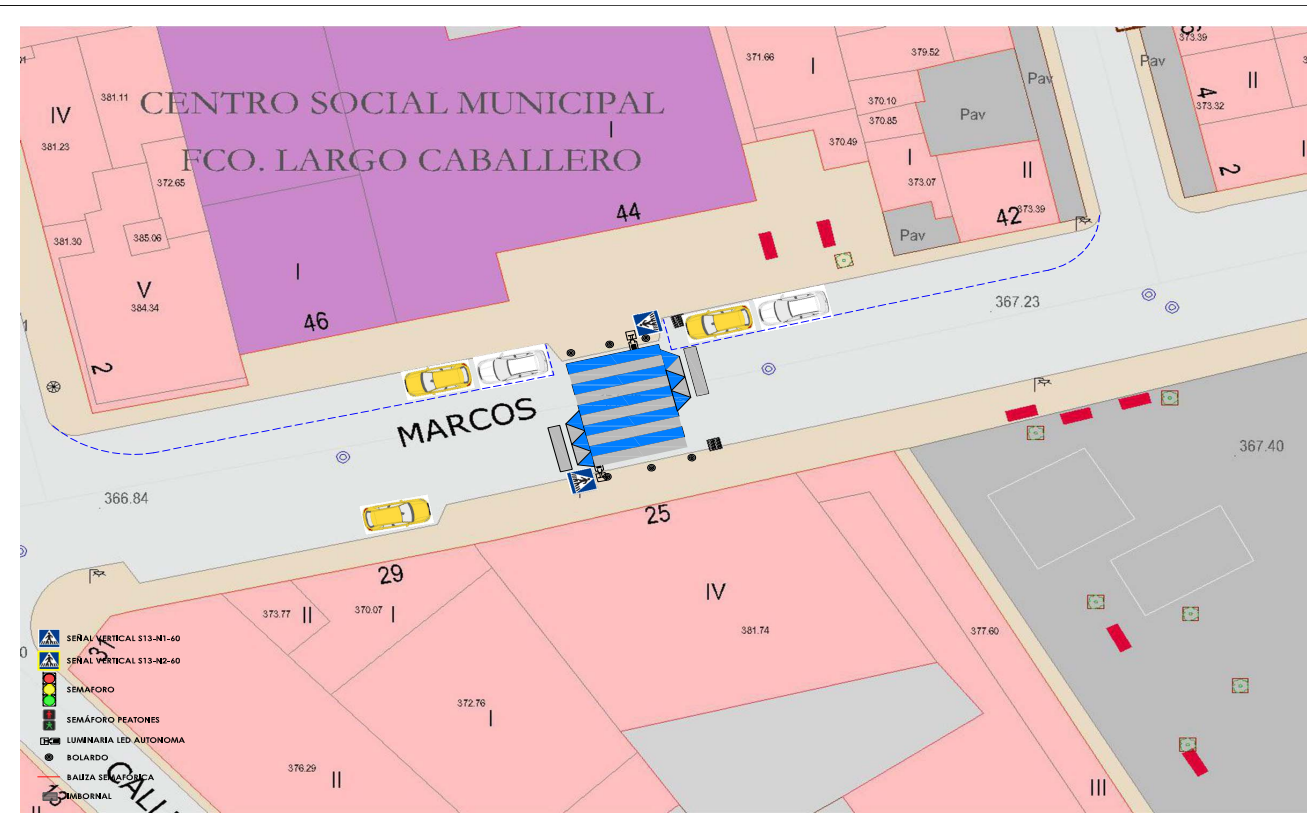 373.39
379.52
371.66
I
Pav
Pav
II
IV
381.11
CENTRO SOCIAL MUNICIPAL
370.10
4
373.32
Pav
370.85
I
381.23
370.49
FCO. LARGO CABALLERO
I
II
I
2
372.65
373.07
44
42
373.39
381.30
385.06
Pav
I
V
384.34
46
367.23
2
MARCOS
367.40
366.84
25
29
IV
373.77
II
370.07
I
381.74
377.60
SEÑAL VERTICAL S13-N1-60
31
SEÑAL VERTICAL S13-N2-60
SEMAFORO
372.76
I
SEMÁFORO PEATONES
LUMINARIA LED AUTONOMA
BOLARDO
376.29
II
BALIZA SEMAFÓRICA
IMBORNAL
III
II